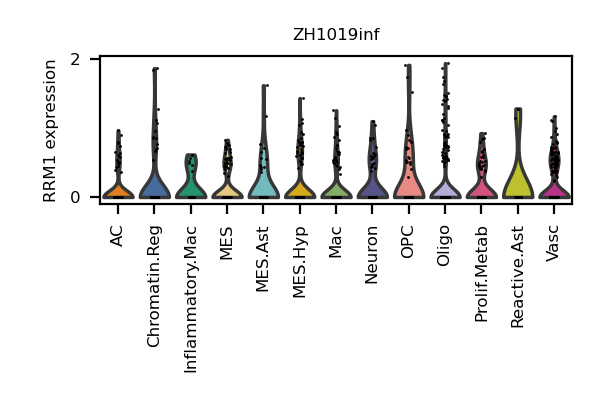 ZH1019inf
RRM1 expression
2
0
AC
Chromatin.Reg
Inflammatory.Mac
MES
MES.Ast
MES.Hyp
Mac
Neuron
OPC
Oligo
Prolif.Metab
Reactive.Ast
Vasc